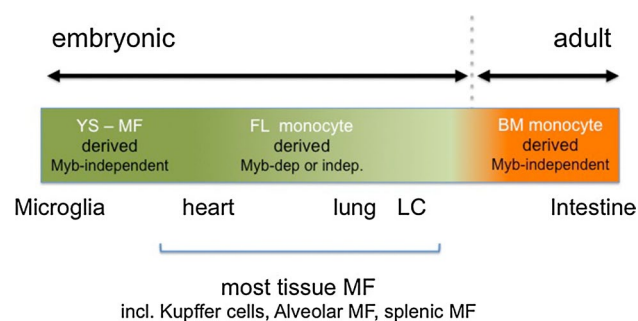 embryonic adult
YS – MF
derived
Myb-independent
FL monocyte
derived
Myb-dep or indep.
BM monocyte
derived
Myb-independent
Microglia heart lung LC Intestine
most tissue MF
incl. Kupffer cells, Alveolar MF, splenic MF